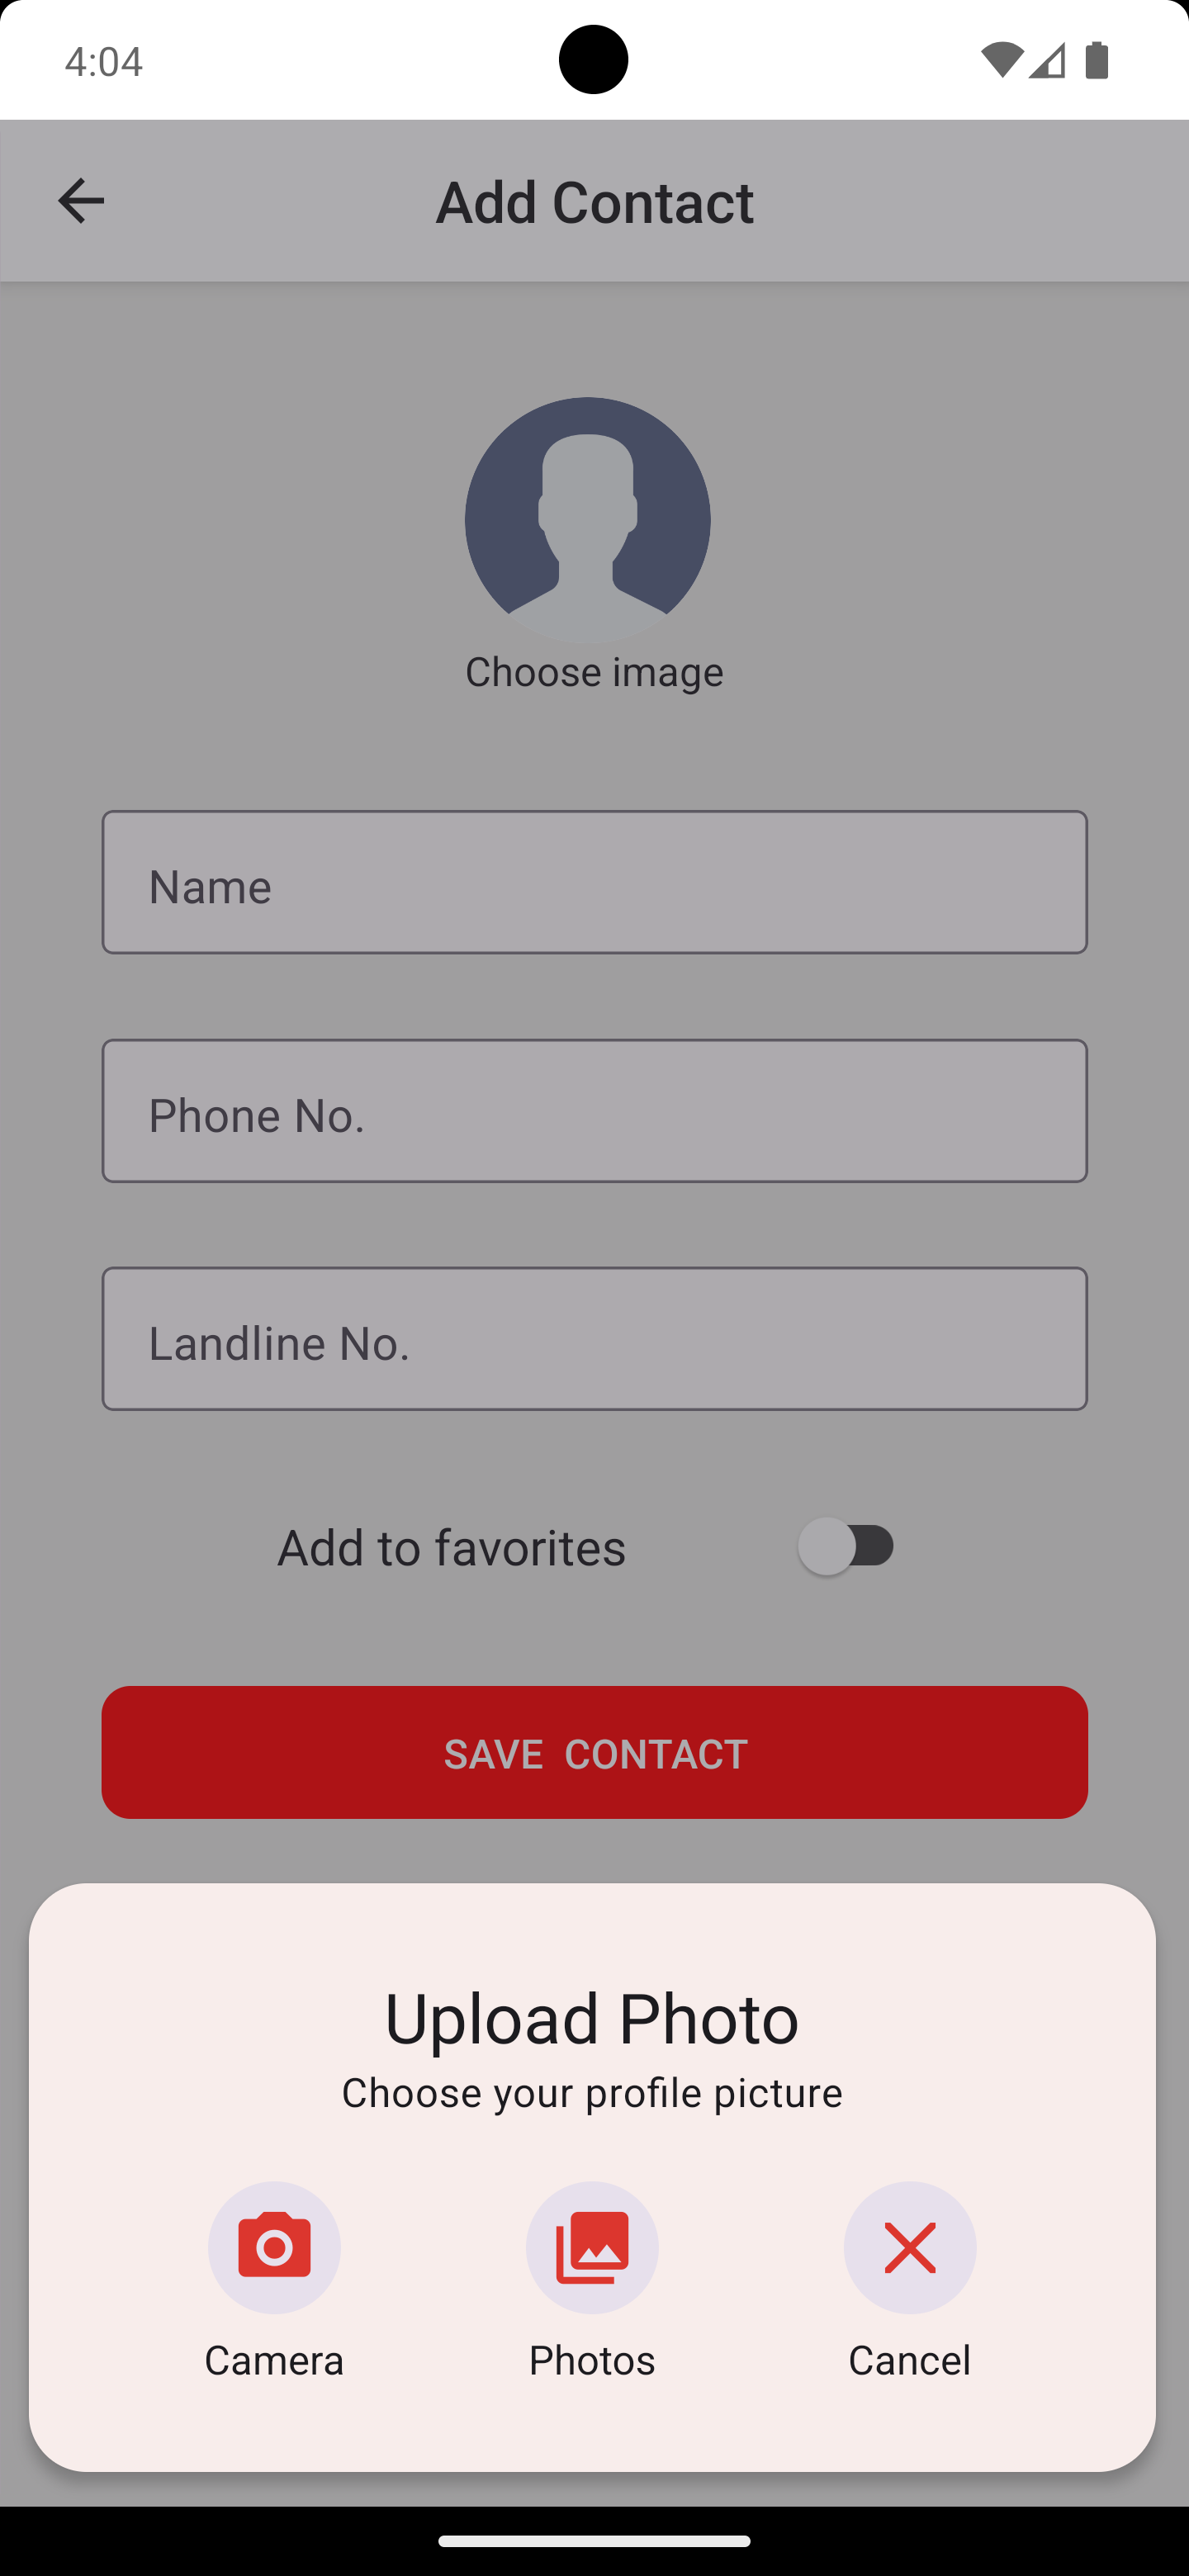 4:04
Add Contact
Choose image
Name
Phone No.
Landline No.
Add to favorites
SAVE CONTACT
Upload Photo
Choose your profile picture
Camera Photos Cancel